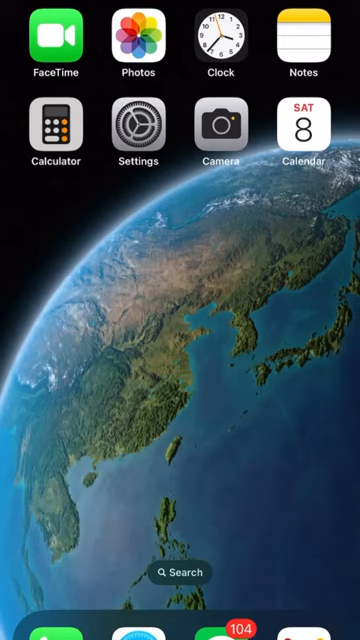 FaceTime Photos Clock Notes
SAT
8
Calculator Settings Camera Calendar
Search
104